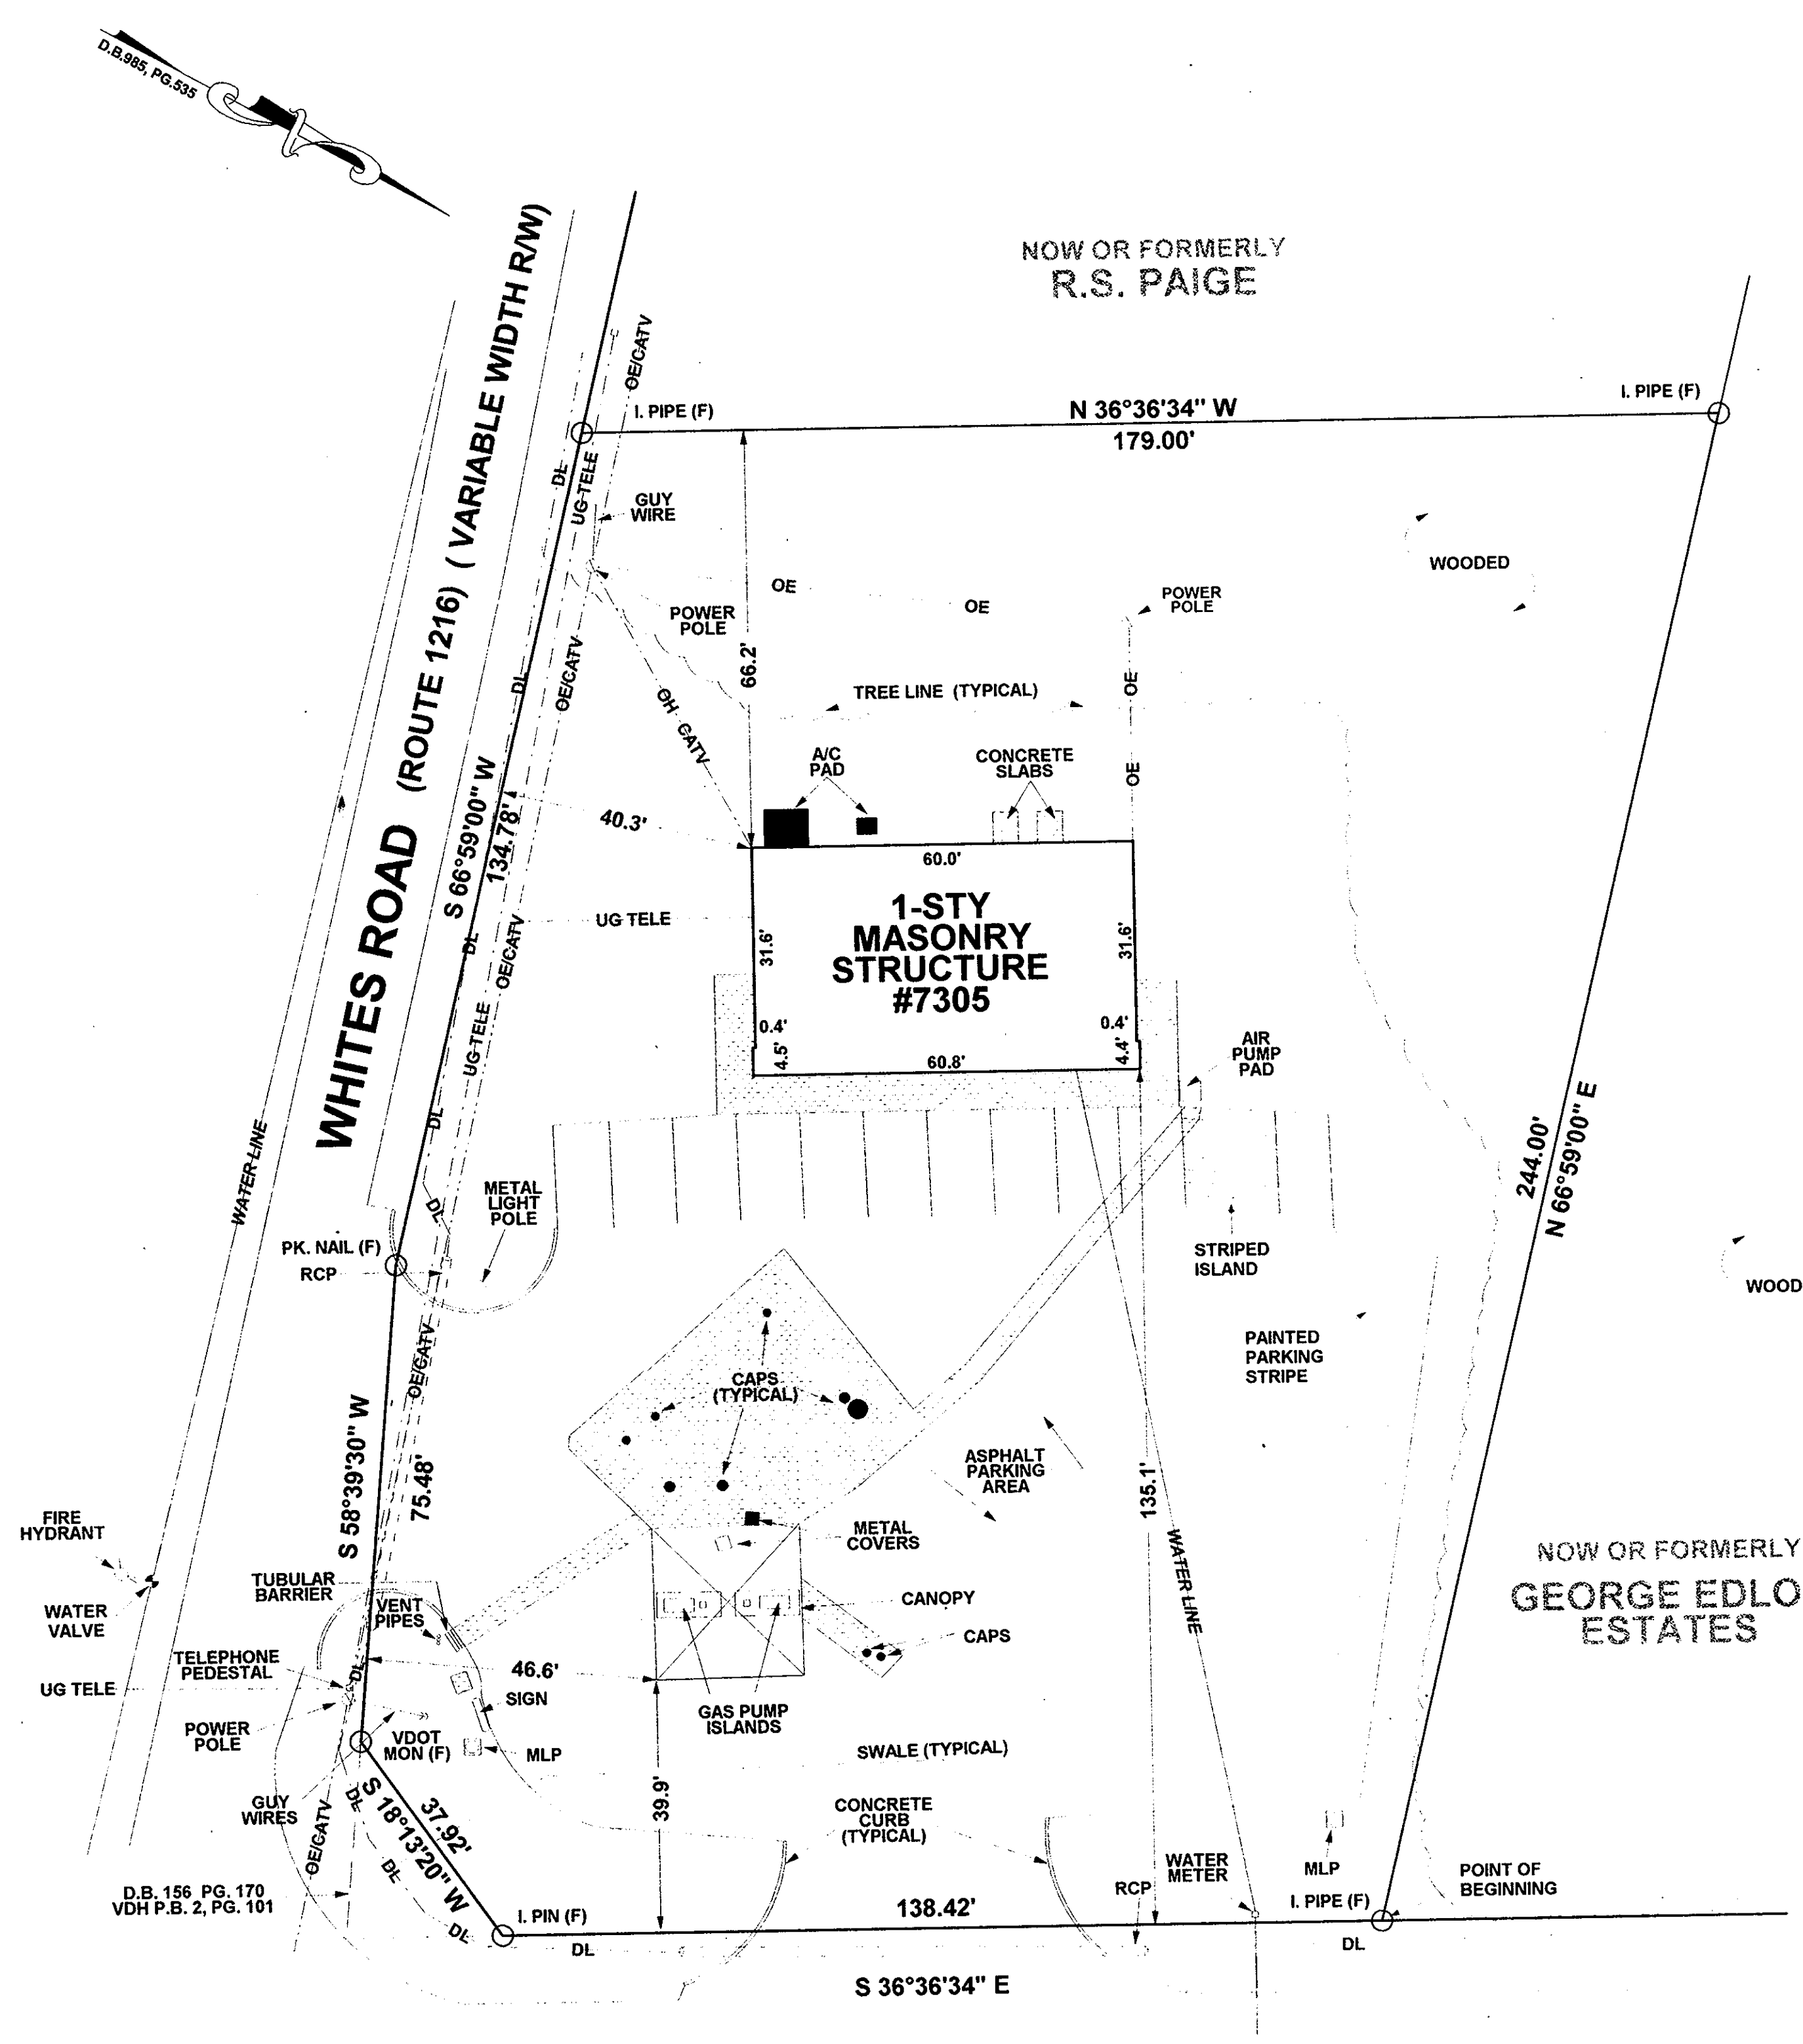 D.B.985, PG.535
WHITES ROAD (ROUTE 1216) ( VARIABLE WIDTH R/W)
NOW OR FORMERLY
R.S. PAIGE
OE/CATV
I. PIPE (F)
N 36°36'34" W
179.00'
I. PIPE (F)
DL
UG TELE
GUY
WIRE
OE
OE
POWER
POLE
POWER
POLE
WOODED
66.2'
DL
OE/CATV
OH CATV
TREE LINE (TYPICAL)
OE
OE
A/C
PAD
CONCRETE
SLABS
S 66°59'00" W
134.78'
40.3'
60.0'
1-STY
MASONRY
STRUCTURE
#7305
31.6'
31.6'
UG TELE
DL
OE/CATV
0.4'
0.4'
4.5'
4.4'
60.8'
UG TELE
AIR
PUMP
PAD
DL
WATER LINE
244.00'
N 66°59'00" E
METAL
LIGHT
POLE
DL
PK. NAIL (F)
RCP
STRIPED
ISLAND
WOOD
PAINTED
PARKING
STRIPE
OE/CATV
CAPS
(TYPICAL)
S 58°39'30" W
75.48'
ASPHALT
PARKING
AREA
135.1'
WATER LINE
FIRE
HYDRANT
METAL
COVERS
NOW OR FORMERLY
GEORGE EDLO
ESTATES
TUBULAR
BARRIER
VENT
PIPES
CANOPY
WATER
VALVE
CAPS
TELEPHONE
PEDESTAL
DL
46.6'
UG TELE
SIGN
GAS PUMP
ISLANDS
POWER
POLE
VDOT
MON (F)
MLP
SWALE (TYPICAL)
GUY
WIRES
DL
S 18°13'20" W
37.92'
39.9'
CONCRETE
CURB
(TYPICAL)
OE/CATV
DL
WATER
METER
MLP
POINT OF
BEGINNING
D.B. 156 PG. 170
VDH P.B. 2, PG. 101
RCP
I. PIPE (F)
I. PIN (F)
138.42'
DL
DL
DL
S 36°36'34" E